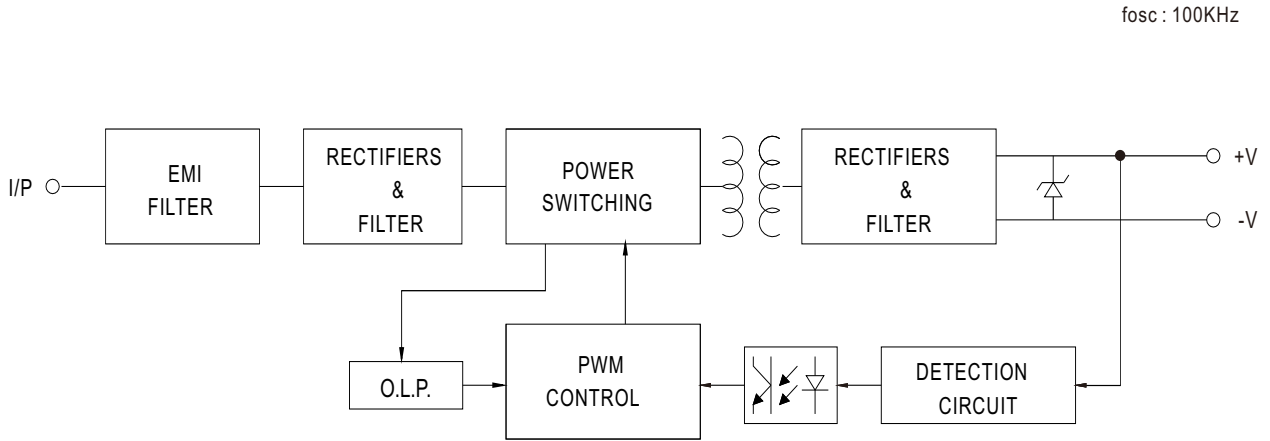 fosc : 100KHz
I/P
EMI
FILTER
RECTIFIERS
&
FILTER
POWER
SWITCHING
RECTIFIERS
&
FILTER
+V
-V
O.L.P.
PWM
CONTROL
DETECTION
CIRCUIT